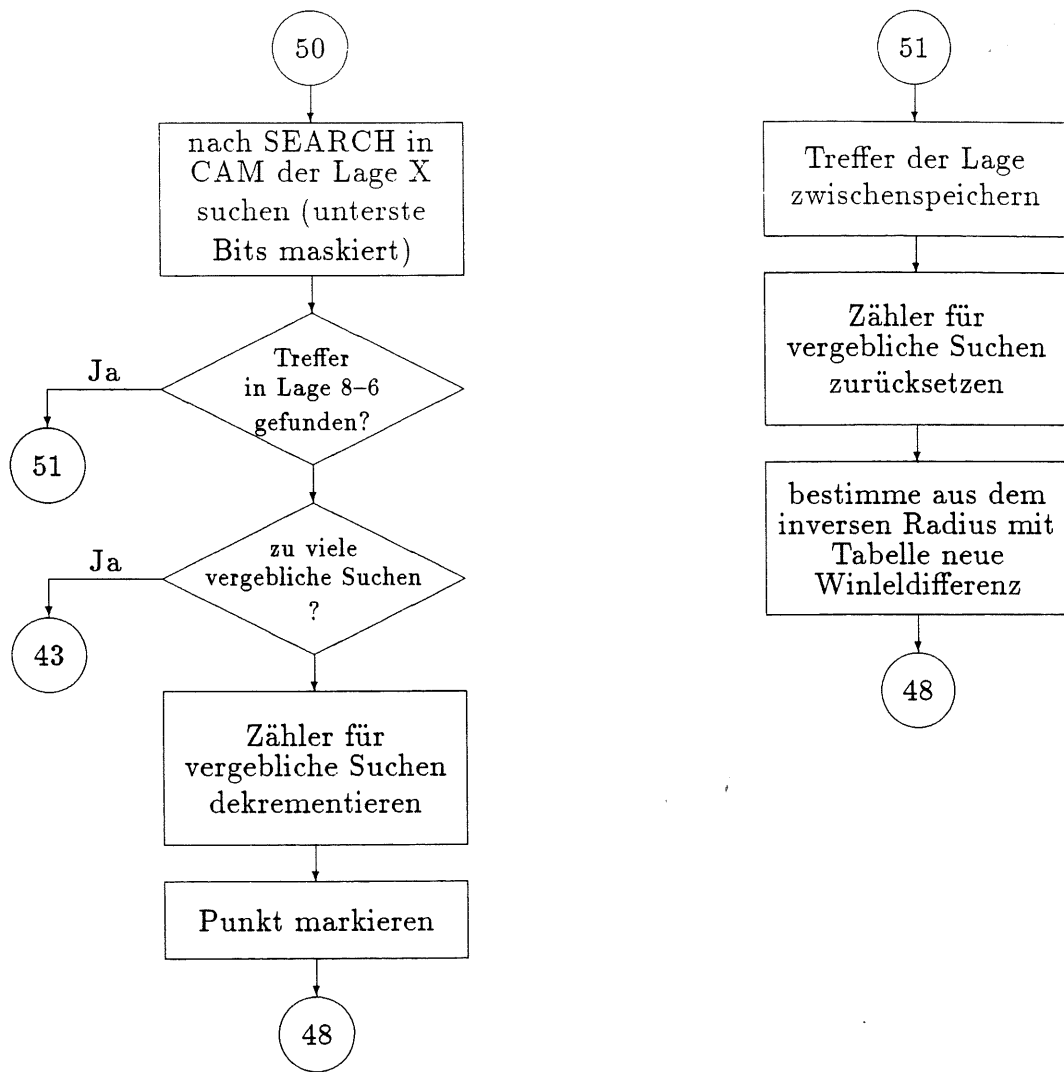 50
nach SEARCH in
CAM der Lage X
suchen (unterste
Bits maskiert)
Treffer
in Lage 8–6
gefunden?
Ja
51
zu viele
vergebliche Suchen
?
Ja
43
Zähler für
vergebliche Suchen
dekrementieren
Punkt markieren
48
51
Treffer der Lage
zwischenspeichern
Zähler für
vergebliche Suchen
zurücksetzen
bestimme aus dem
inversen Radius mit
Tabelle neue
Winleldifferenz
48